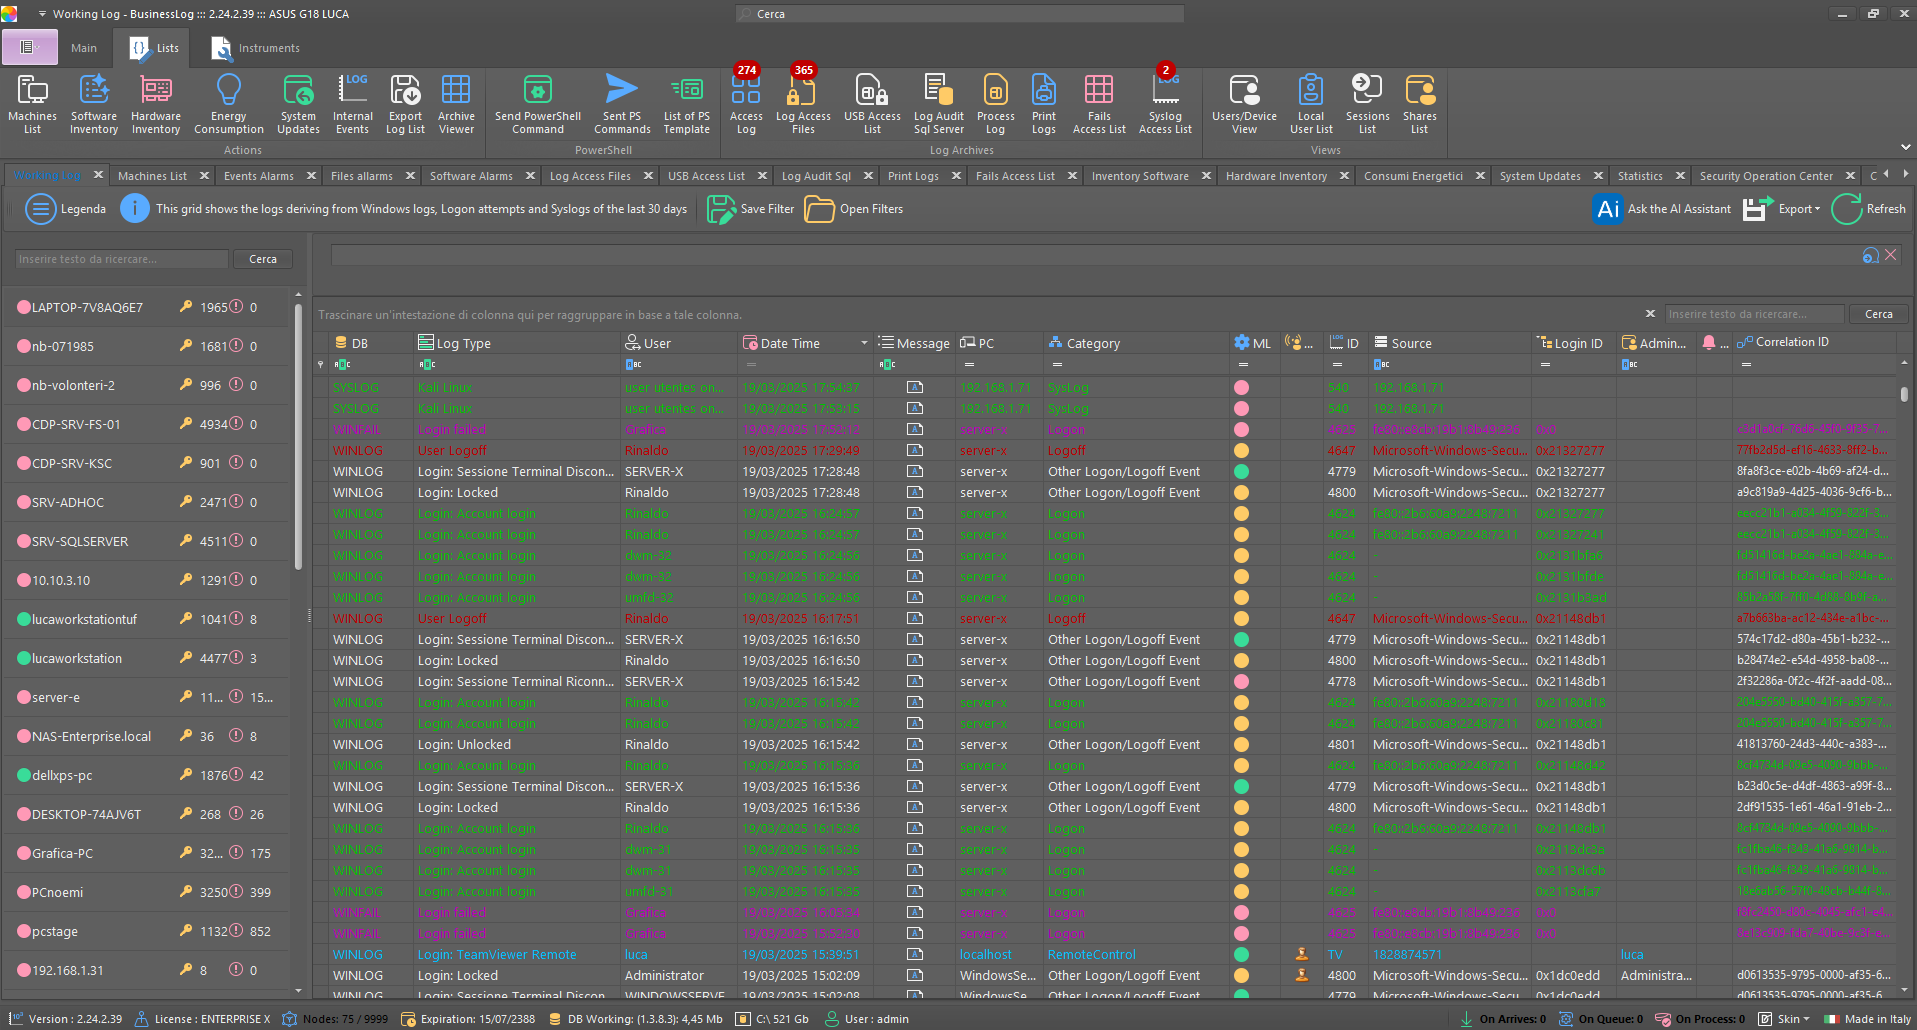 Working Log - BusinessLog ::: 2.24.2.39 ::: ASUS G18 LUCA
Cerca
Main
Lists
Instruments
Machines List
Software Inventory
Hardware Inventory
Energy Consumption
System Updates
Internal Events
Export Log List
Archive Viewer
Send PowerShell Command
Sent PS Commands
List of PS Template
274
Access Log
365
Log Access Files
USB Access List
Log Audit Sql Server
Process Log
Print Logs
Fails Access List
2
Syslog Access List
Users/Device View
Local User List
Sessions List
Shares List
Actions
PowerShell
Log Archives
Views
Working Log
Machines List
Events Alarms
Files allarms
Software Alarms
Log Access Files
USB Access List
Log Audit Sql
Print Logs
Fails Access List
Inventory Software
Hardware Inventory
Consumi Energetici
System Updates
Statistics
Security Operation Center
C
Legenda
This grid shows the logs deriving from Windows logs, Logon attempts and Syslogs of the last 30 days
Save Filter
Open Filters
Ai Ask the AI Assistant
Export
Refresh
Inserire testo da ricercare...
Cerca
LAPTOP-7V8AQ6E7 1965 0
nb-071985 1681 0
nb-volonteri-2 996 0
CDP-SRV-FS-01 4934 0
CDP-SRV-KSC 901 0
SRV-ADHOC 2471 0
SRV-SQLSERVER 4511 0
10.10.3.10 1291 0
lucaworkstationtuf 1041 8
lucaworkstation 4477 3
server-e 11... 15...
NAS-Enterprise.local 36 8
dellxps-pc 1876 42
DESKTOP-74AJV6T 268 26
Grafica-PC 32... 175
PCnoemi 3250 399
pcstage 1132 852
192.168.1.31 8 0
Trascinare un'intestazione di colonna qui per raggruppare in base a tale colonna.
Inserire testo da ricercare...
Cerca
DB Log Type User Date Time Message PC Category ML ... ID Source Login ID Admin... ... Correlation ID
SYSLOG Kali Linux user utentes on... 19/03/2025 17:54:37 192.168.1.71 SysLog 540 192.168.1.71
SYSLOG Kali Linux user utentes on... 19/03/2025 17:53:15 192.168.1.71 SysLog 540 192.168.1.71
WINFAIL Login failed Grafica 19/03/2025 17:52:12 server-x Logon 4625 fe80::e8cb:19b1:8b49:236 0x0
WINLOG User Logoff Rinaldo 19/03/2025 17:29:49 server-x Logoff 4647 Microsoft-Windows-Secu... 0x21327277 77fb2d5d-ef16-4633-8ff2-b...
WINLOG Login: Sessione Terminal Discon... SERVER-X 19/03/2025 17:28:48 server-x Other Logon/Logoff Event 4779 Microsoft-Windows-Secu... 0x21327277 8fa8f3ce-e02b-4b69-af24-d...
WINLOG Login: Locked Rinaldo 19/03/2025 17:28:48 server-x Other Logon/Logoff Event 4800 Microsoft-Windows-Secu... 0x21327277 a9c819a9-4d25-4036-9cf6-b...
WINLOG Login: Account login Rinaldo 19/03/2025 16:24:57 server-x Logon 4624 fe80::2b6:60a9:2248:7211 0x21327277 eecc21b1-a034-4f59-822f-3...
WINLOG Login: Account login Rinaldo 19/03/2025 16:24:57 server-x Logon 4624 fe80::2b6:60a9:2248:7211 0x21327241 eecc21b1-a034-4f59-822f-3...
WINLOG Login: Account login dwm-32 19/03/2025 16:24:56 server-x Logon 4624 - 0x2131bfa6 fd51416d-be2a-4ae1-884a-e...
WINLOG Login: Account login dwm-32 19/03/2025 16:24:56 server-x Logon 4624 - 0x2131bfde fd51416d-be2a-4ae1-884a-e...
WINLOG Login: Account login umfd-32 19/03/2025 16:24:56 server-x Logon 4624 - 0x2131b3ad 85b2a58f-7ff0-4d88-8b9f-a...
WINLOG User Logoff Rinaldo 19/03/2025 16:17:51 server-x Logoff 4647 Microsoft-Windows-Secu... 0x21148db1 a7b663ba-ac12-434e-a1bc-...
WINLOG Login: Sessione Terminal Discon... SERVER-X 19/03/2025 16:16:50 server-x Other Logon/Logoff Event 4779 Microsoft-Windows-Secu... 0x21148db1 574c17d2-d80a-45b1-b232-...
WINLOG Login: Locked Rinaldo 19/03/2025 16:16:50 server-x Other Logon/Logoff Event 4800 Microsoft-Windows-Secu... 0x21148db1 b28474e2-e54d-4958-ba08-...
WINLOG Login: Sessione Terminal Riconn... SERVER-X 19/03/2025 16:15:42 server-x Other Logon/Logoff Event 4778 Microsoft-Windows-Secu... 0x21148db1 2f32286a-0f2c-4f2f-aadd-08...
WINLOG Login: Account login Rinaldo 19/03/2025 16:15:42 server-x Logon 4624 fe80::2b6:60a9:2248:7211 0x21180d18 204e5550-bd40-415f-a357-7...
WINLOG Login: Account login Rinaldo 19/03/2025 16:15:42 server-x Logon 4624 fe80::2b6:60a9:2248:7211 0x21180c81 204e5550-bd40-415f-a357-7...
WINLOG Login: Unlocked Rinaldo 19/03/2025 16:15:42 server-x Other Logon/Logoff Event 4801 Microsoft-Windows-Secu... 0x21148db1 41813760-24d3-440c-a383-...
WINLOG Login: Account login Rinaldo 19/03/2025 16:15:36 server-x Logon 4624 fe80::2b6:60a9:2248:7211 0x21148d42 8cf4734d-09e5-4090-9bbb-...
WINLOG Login: Sessione Terminal Discon... SERVER-X 19/03/2025 16:15:36 server-x Other Logon/Logoff Event 4779 Microsoft-Windows-Secu... 0x21148db1 b23d0c5e-d4df-4863-a99f-8...
WINLOG Login: Locked Rinaldo 19/03/2025 16:15:36 server-x Other Logon/Logoff Event 4800 Microsoft-Windows-Secu... 0x21148db1 2df91535-1e61-46a1-91eb-2...
WINLOG Login: Account login Rinaldo 19/03/2025 16:15:36 server-x Logon 4624 fe80::2b6:60a9:2248:7211 0x21148db1 8cf4734d-09e5-4090-9bbb-...
WINLOG Login: Account login dwm-31 19/03/2025 16:15:35 server-x Logon 4624 - 0x2113dc3a fc1fba46-f343-41a6-9814-b...
WINLOG Login: Account login dwm-31 19/03/2025 16:15:35 server-x Logon 4624 - 0x2113dc6b fc1fba46-f343-41a6-9814-b...
WINLOG Login: Account login umfd-31 19/03/2025 16:15:35 server-x Logon 4624 - 0x2113cfa7 18e5ab56-57f0-48cb-b44f-8...
WINFAIL Login failed Grafica 19/03/2025 16:05:34 server-x Logon 4625 fe80::e8cb:19b1:8b49:236 0x0
WINFAIL Login failed Grafica 19/03/2025 15:52:30 server-x Logon 4625 fe80::e8cb:19b1:8b49:236 0x0
WINLOG Login: TeamViewer Remote luca 19/03/2025 15:39:51 localhost RemoteControl TV 1828874571 luca
WINLOG Login: Locked Administrator 19/03/2025 15:02:09 WindowsSe... Other Logon/Logoff Event 4800 Microsoft-Windows-Secu... 0x1dc0edd Administra... d0613535-9795-0000-af35-6...
WINLOG Login: Sessione Terminal Discon... WINDOWSSERVE... 19/03/2025 15:02:08 WindowsSe... Other Logon/Logoff Event 4779 Microsoft-Windows-Secu... 0x1dc0edd d0613535-9795-0000-af35-6...
Version : 2.24.2.39
License : ENTERPRISE X
Nodes: 75 / 9999
Expiration: 15/07/2388
DB Working: (1.3.8.3): 4,45 Mb
C:\ 521 Gb
User : admin
On Arrives: 0
On Queue: 0
On Process: 0
Skin
Made in Italy